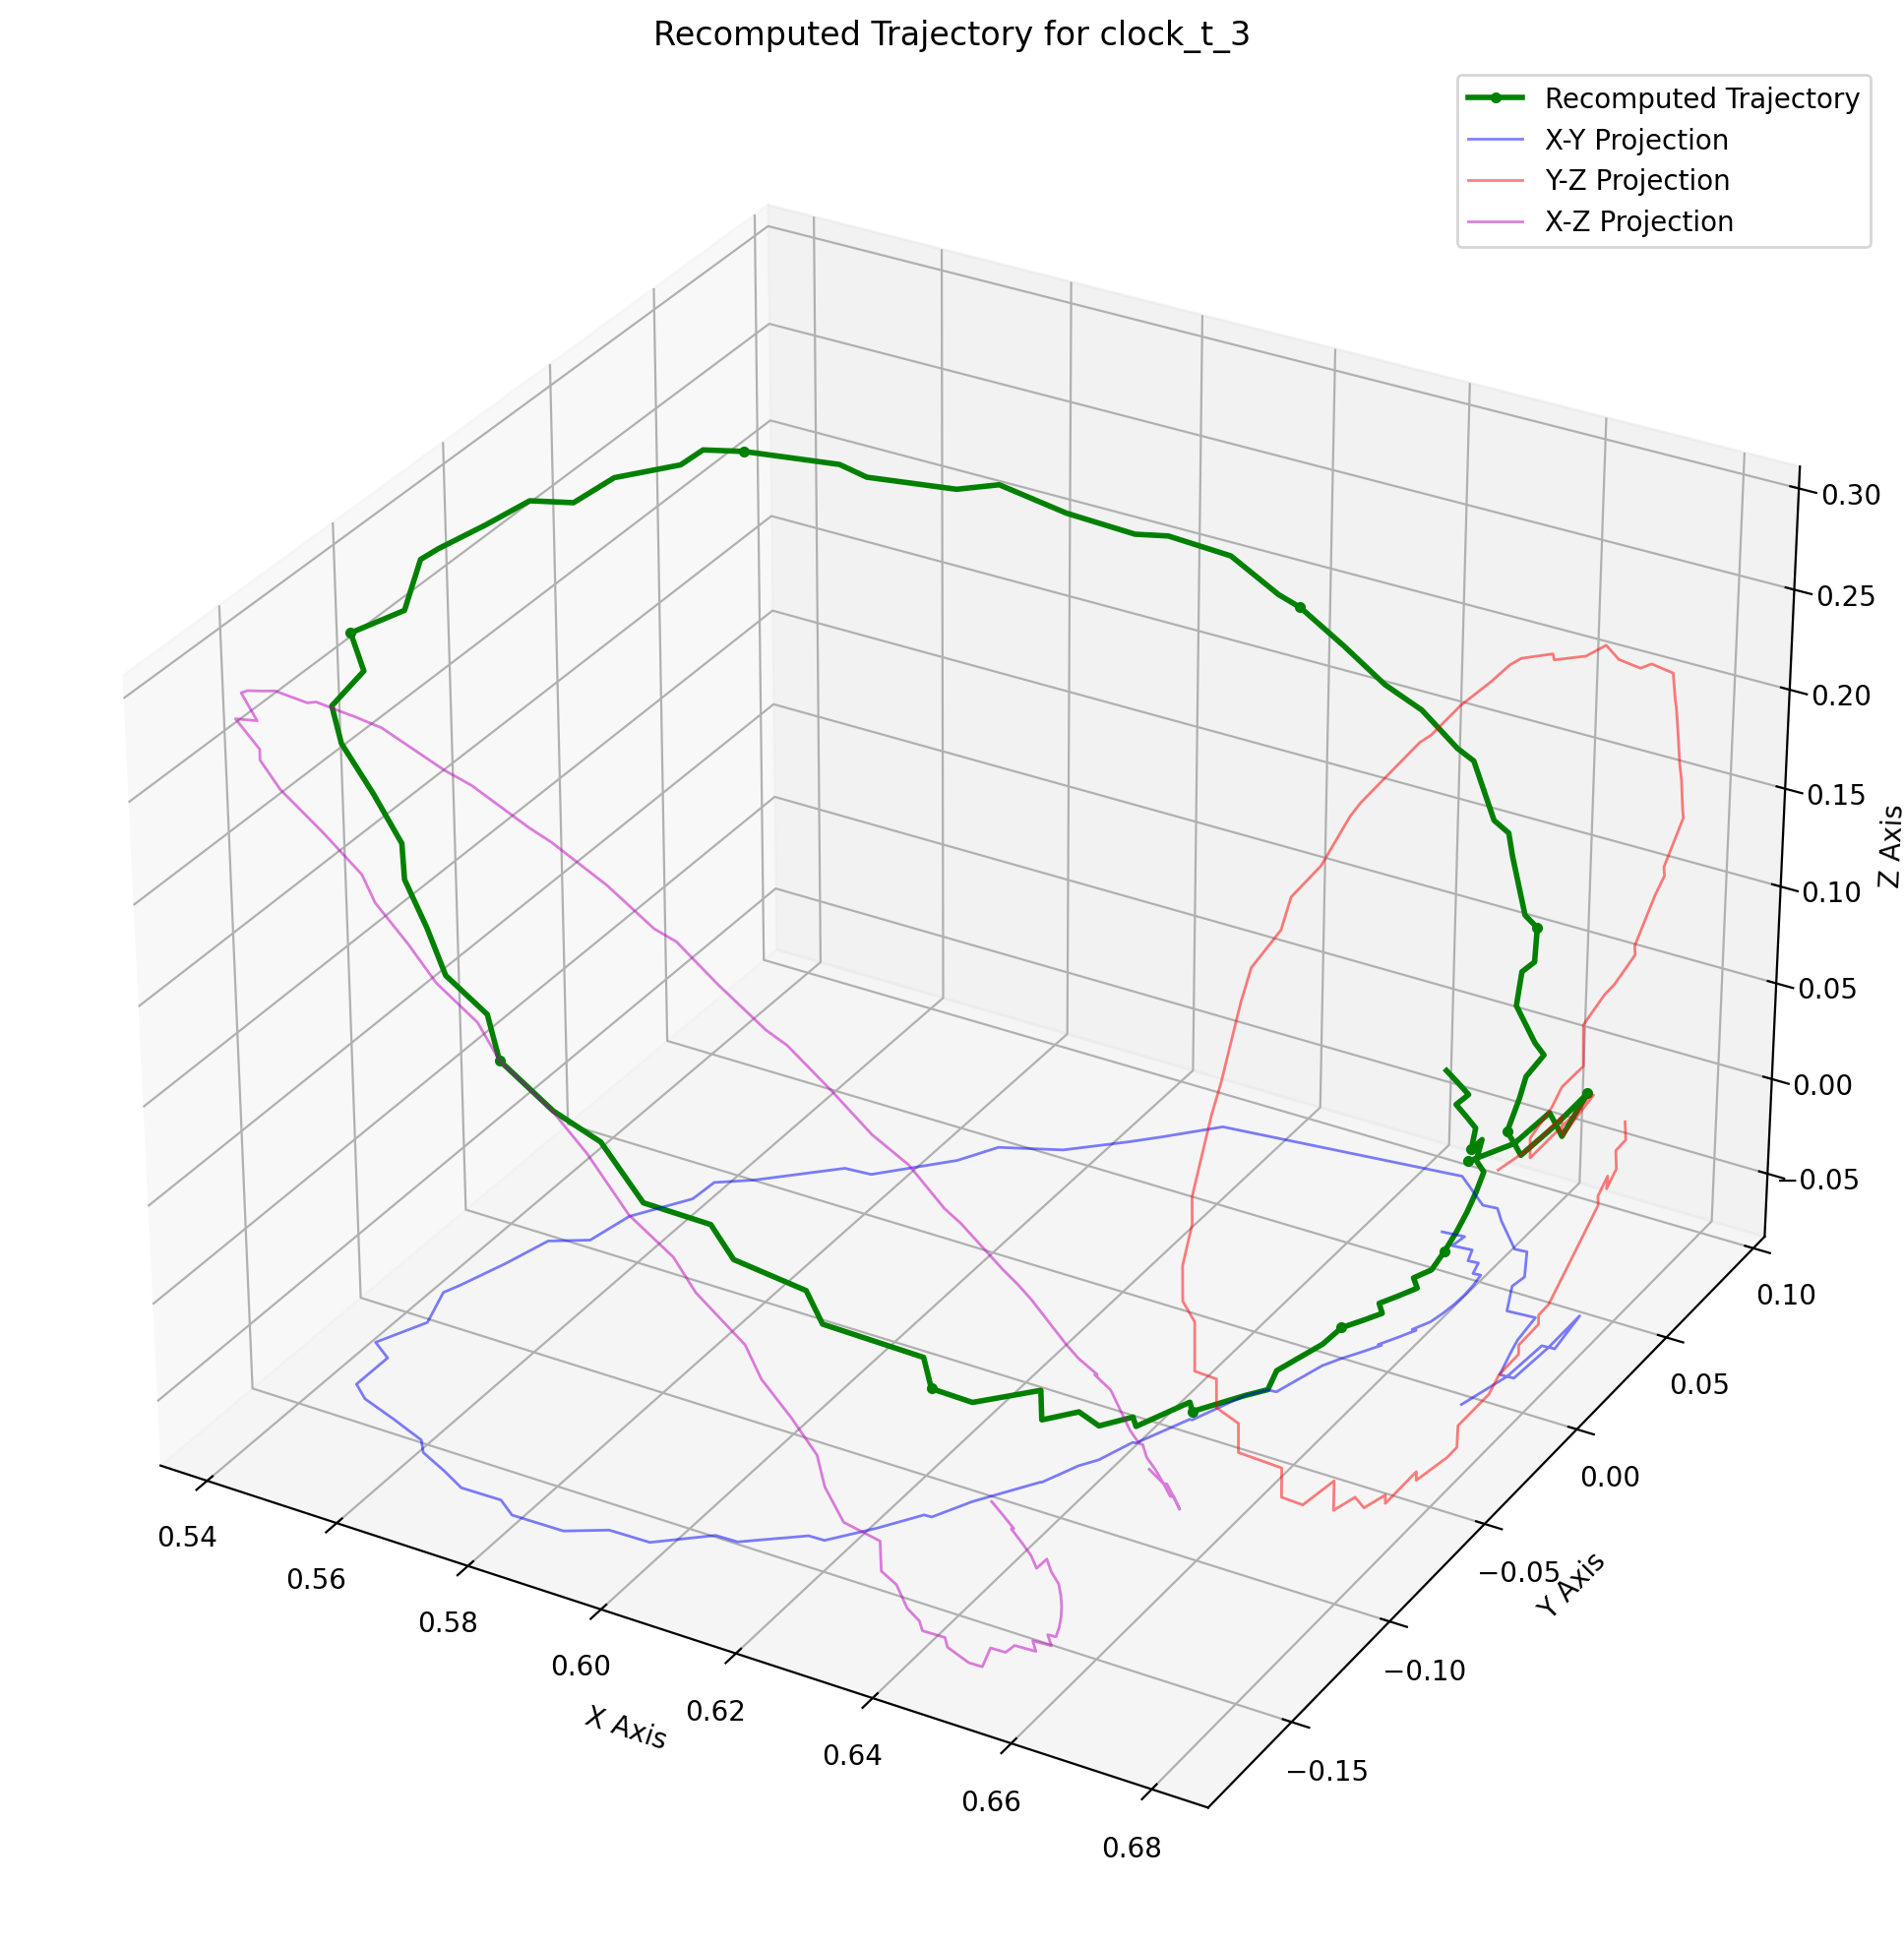 Recomputed Trajectory for clock_t_3
Recomputed Trajectory
X-Y Projection
Y-Z Projection
X-Z Projection
0.30
0.25
0.20
0.15
0.10
0.05
0.00
−0.05
Z Axis
0.10
0.05
0.00
−0.05
−0.10
−0.15
Y Axis
0.54
0.56
0.58
0.60
0.62
0.64
0.66
0.68
X Axis